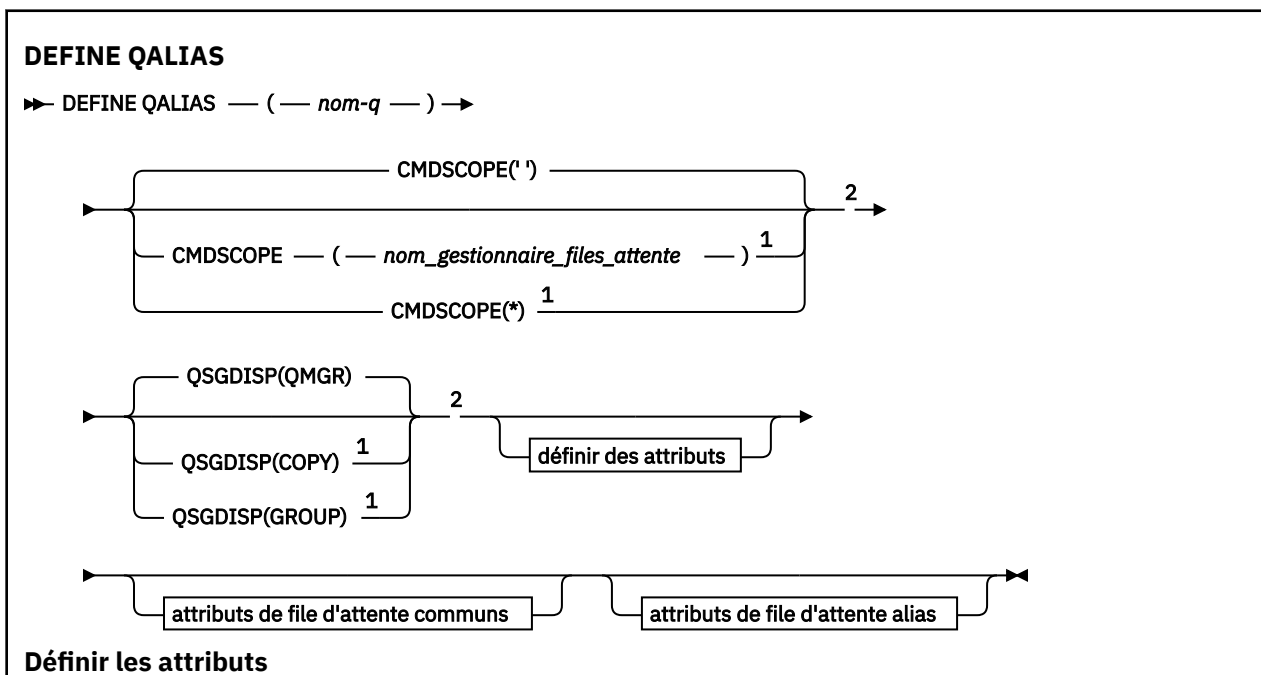 DEFINE QALIAS
DEFINE QALIAS ( nom-q )
CMDSCOPE(' ')
2
CMDSCOPE ( nom_gestionnaire_files_attente ) 1
CMDSCOPE(*) 1
QSGDISP(QMGR)
2
QSGDISP(COPY) 1
définir des attributs
QSGDISP(GROUP) 1
attributs de file d'attente communs attributs de file d'attente alias
Définir les attributs